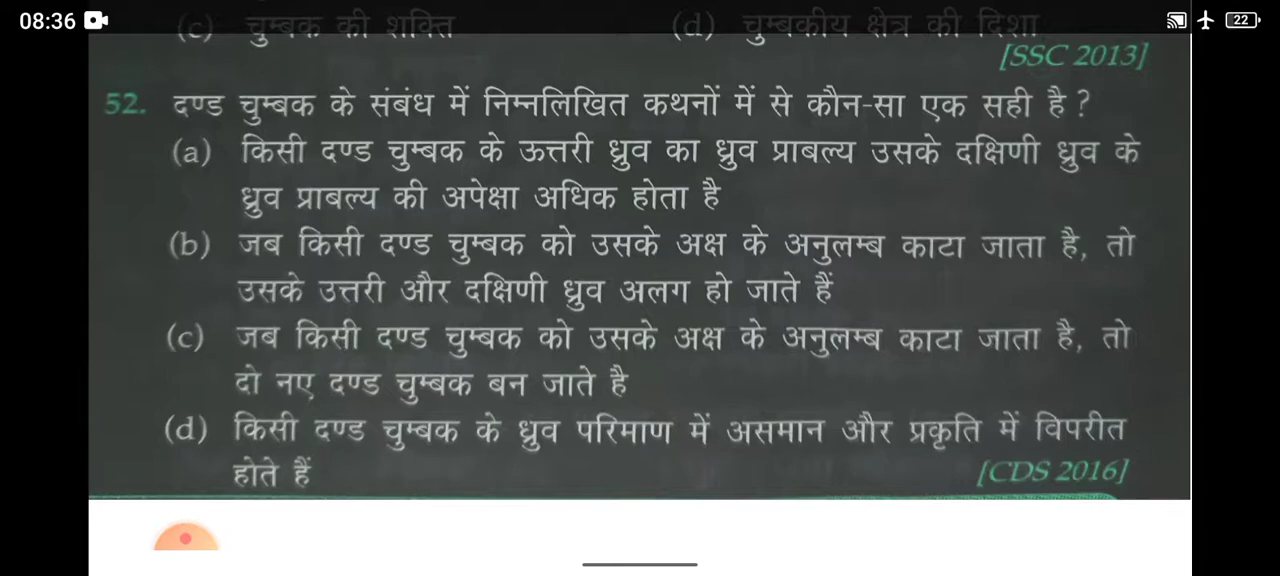 08:36
22
(c) चुम्बक की शक्ति (d) चुम्बकीय क्षेत्र की दिशा
[SSC 2013]
52. दण्ड चुम्बक के संबंध में निम्नलिखित कथनों में से कौन-सा एक सही है ?
(a) किसी दण्ड चुम्बक के ऊत्तरी ध्रुव का ध्रुव प्राबल्य उसके दक्षिणी ध्रुव के
ध्रुव प्राबल्य की अपेक्षा अधिक होता है
(b) जब किसी दण्ड चुम्बक को उसके अक्ष के अनुलम्ब काटा जाता है, तो
उसके उत्तरी और दक्षिणी ध्रुव अलग हो जाते हैं
(c) जब किसी दण्ड चुम्बक को उसके अक्ष के अनुलम्ब काटा जाता है, तो
दो नए दण्ड चुम्बक बन जाते है
(d) किसी दण्ड चुम्बक के ध्रुव परिमाण में असमान और प्रकृति में विपरीत
होते हैं
[CDS 2016]